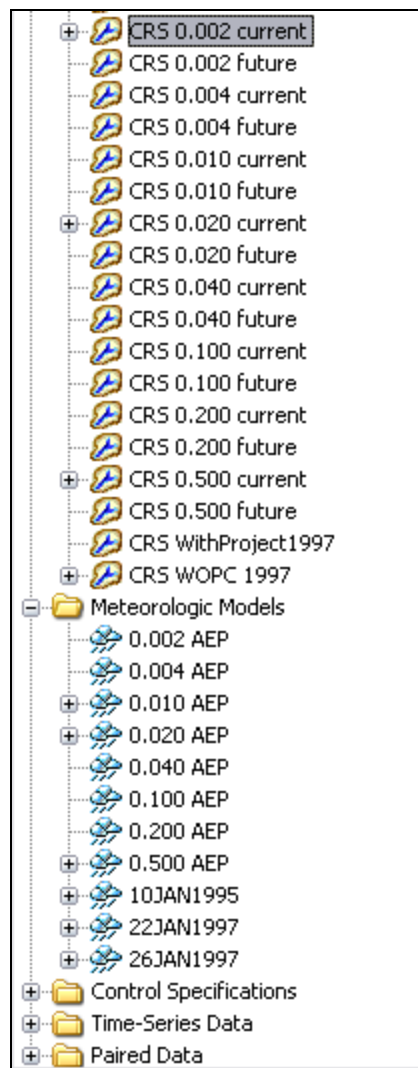 CRS 0.002 current
CRS 0.002 future
CRS 0.004 current
CRS 0.004 future
CRS 0.010 current
CRS 0.010 future
CRS 0.020 current
CRS 0.020 future
CRS 0.040 current
CRS 0.040 future
CRS 0.100 current
CRS 0.100 future
CRS 0.200 current
CRS 0.200 future
CRS 0.500 current
CRS 0.500 future
CRS WithProject1997
CRS WOPC 1997
Meteorologic Models
0.002 AEP
0.004 AEP
0.010 AEP
0.020 AEP
0.040 AEP
0.100 AEP
0.200 AEP
0.500 AEP
10JAN1995
22JAN1997
26JAN1997
Control Specifications
Time-Series Data
Paired Data